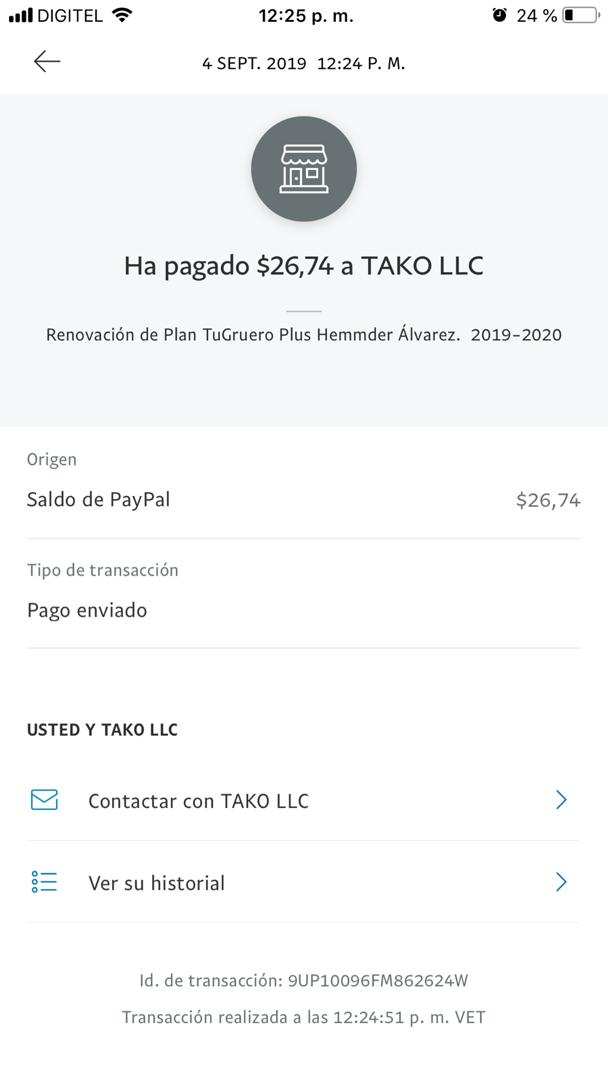 DIGITEL 12:25 p. m. 24 %
4 SEPT. 2019 12:24 P. M.
Ha pagado $26,74 a TAKO LLC
Renovación de Plan TuGruero Plus Hemmder Álvarez. 2019-2020
Origen
Saldo de PayPal $26,74
Tipo de transacción
Pago enviado
USTED Y TAKO LLC
Contactar con TAKO LLC
Ver su historial
Id. de transacción: 9UP10096FM862624W
Transacción realizada a las 12:24:51 p. m. VET